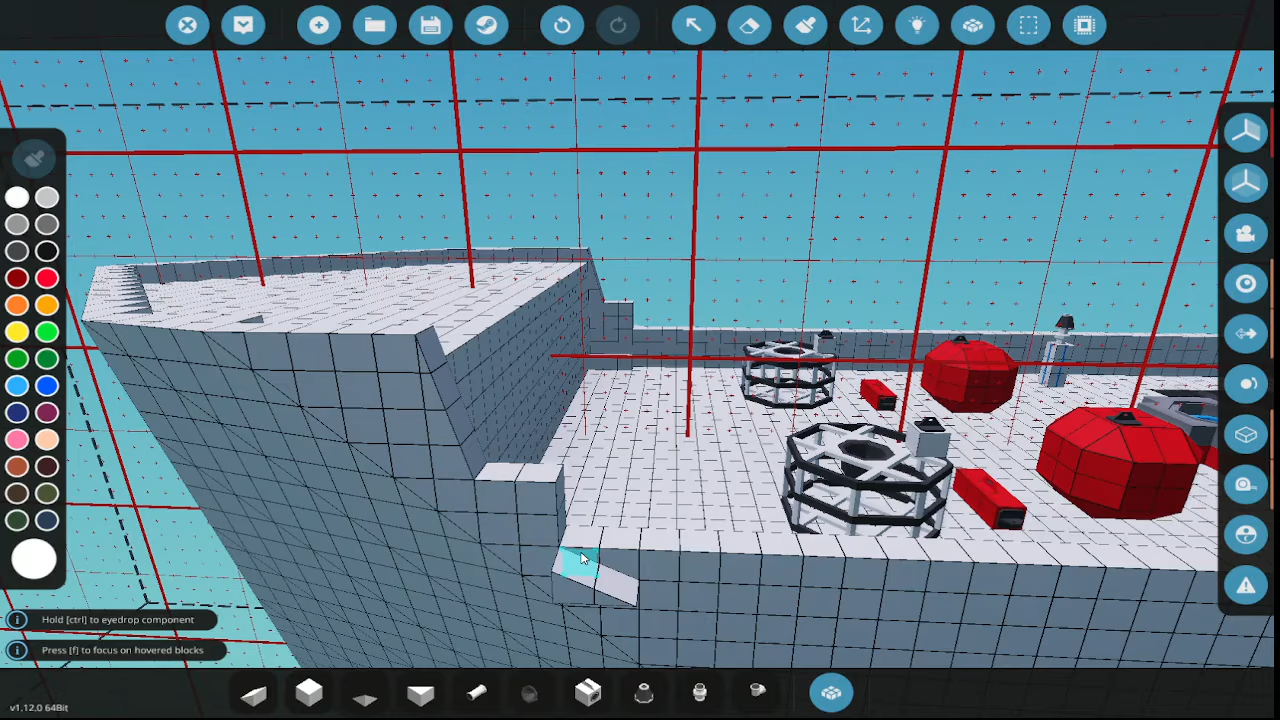 Hold [ctrl] to eyedrop component
Press [f] to focus on hovered blocks
v1.12.0 64Bit